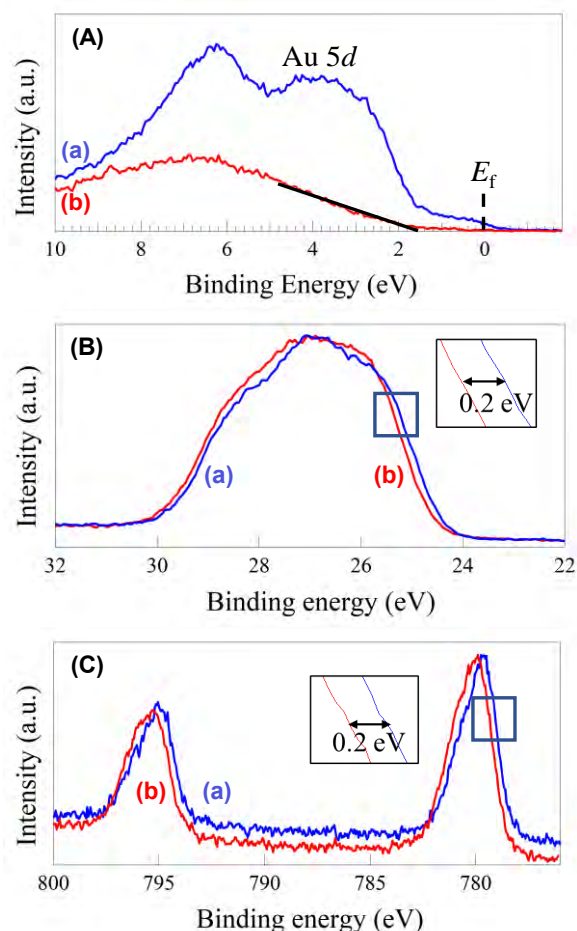 (A)
Au 5d
Intensity (a.u.)
(a)
(b)
Ef
10 8 6 4 2 0
Binding Energy (eV)
(B)
0.2 eV
Intensity (a.u.)
(a)
(b)
32 30 28 26 24 22
Binding energy (eV)
(C)
0.2 eV
Intensity (a.u.)
(b)
(a)
800 795 790 785 780
Binding energy (eV)